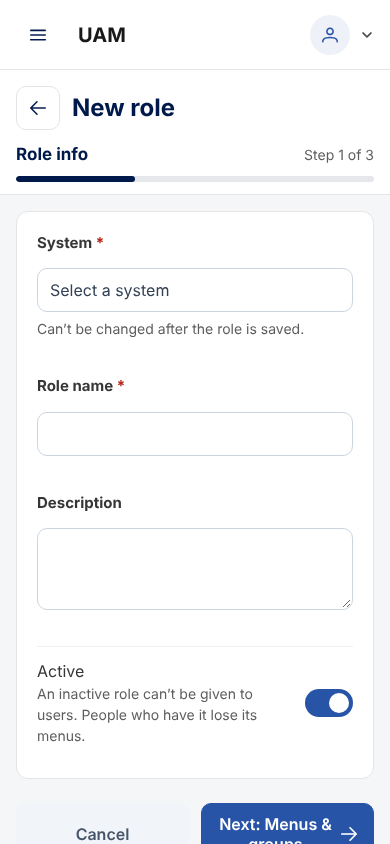 UAM
New role
Role info
Step 1 of 3
System *
Select a system
Can’t be changed after the role is saved.
Role name *
Description
Active
An inactive role can’t be given to
users. People who have it lose its
menus.
Cancel
Next: Menus &
groups